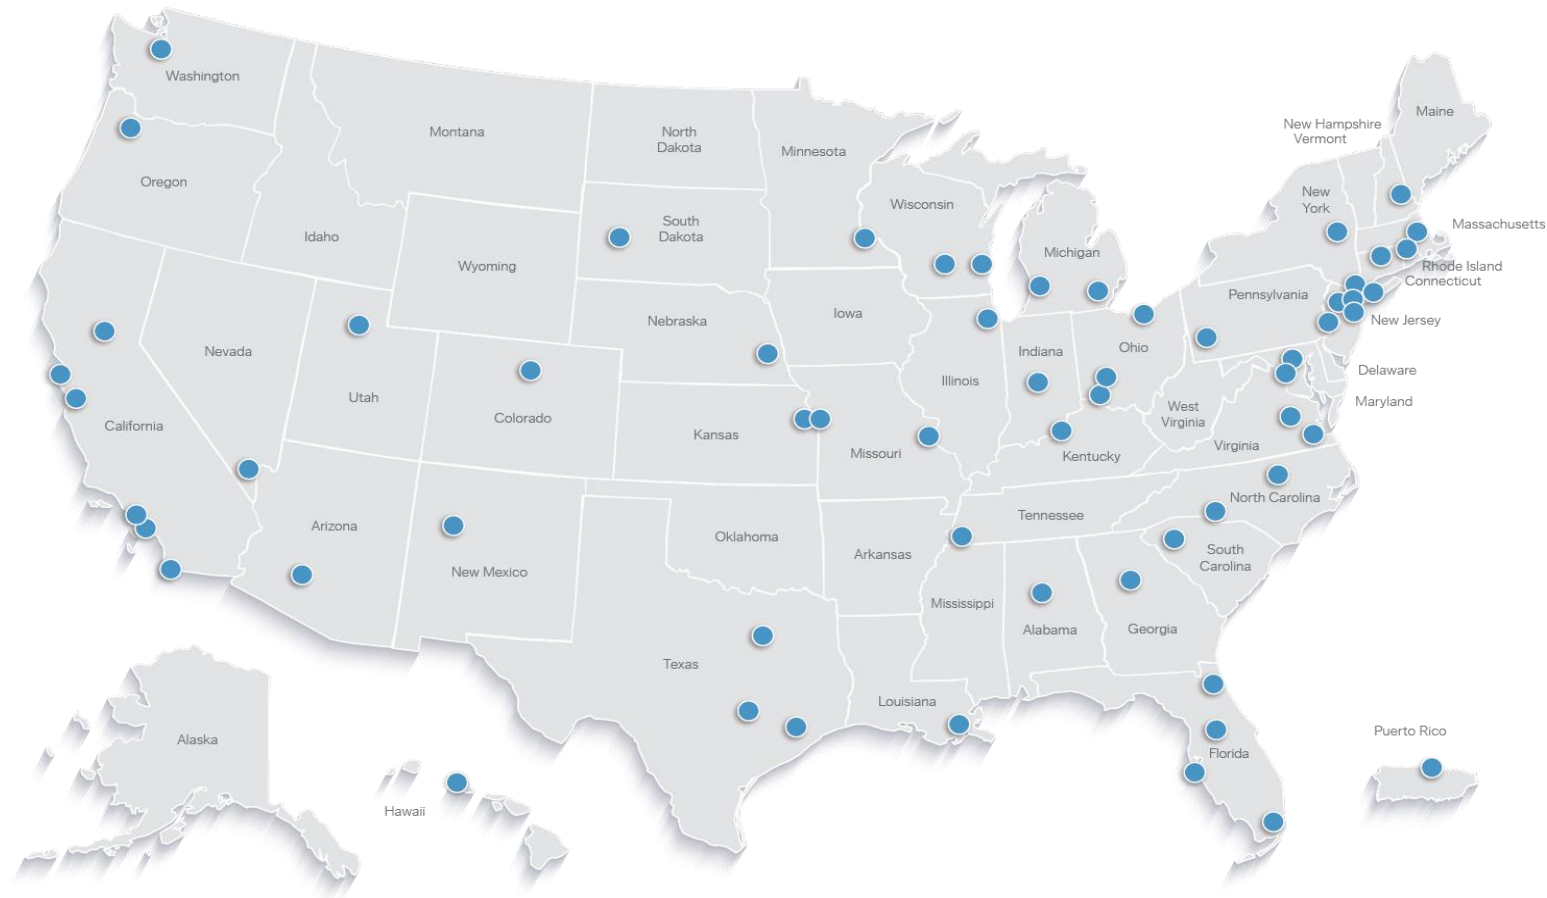 Washington
Oregon
Montana
Idaho
Wyoming
North
Dakota
South
Dakota
Minnesota
Wisconsin
Michigan
New Hampshire
Vermont
Maine
New
York
Massachusetts
Rhode Island
Connecticut
Pennsylvania
New Jersey
Delaware
Maryland
Nebraska
Iowa
Illinois
Indiana
Ohio
West
Virginia
Virginia
Kentucky
Nevada
Utah
Colorado
Kansas
Missouri
California
Arizona
New Mexico
Oklahoma
Arkansas
Tennessee
North Carolina
South
Carolina
Mississippi
Alabama
Georgia
Texas
Louisiana
Florida
Alaska
Hawaii
Puerto Rico